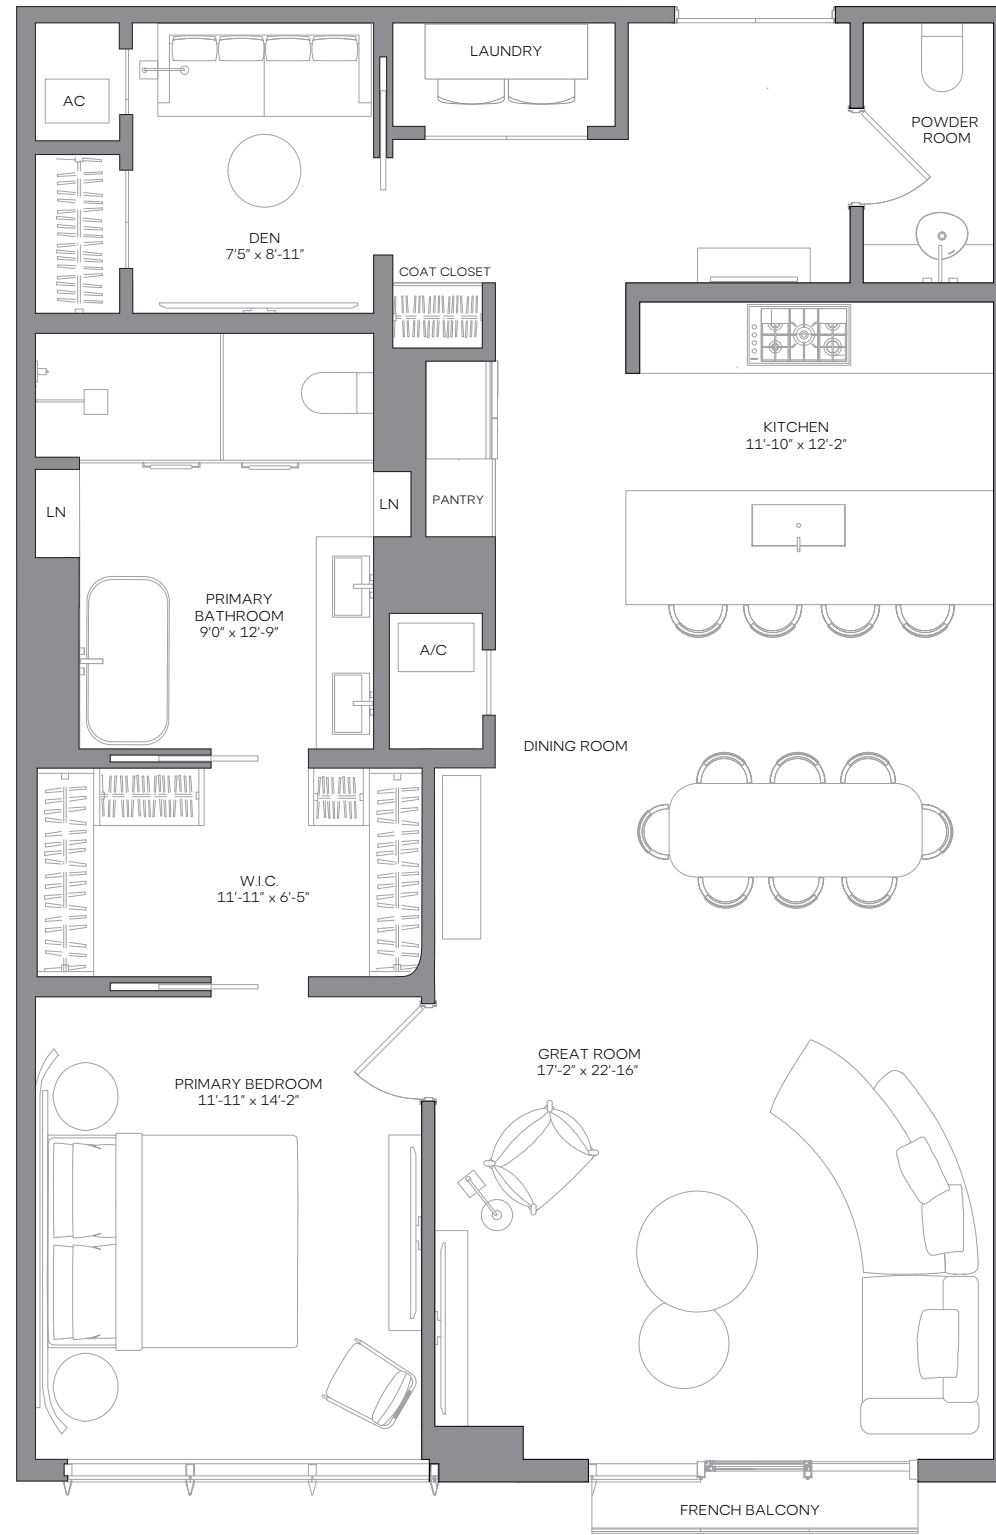 LAUNDRY
AC
POWDER
ROOM
DEN
7'5" x 8'-11"
COAT CLOSET
KITCHEN
11'-10" x 12'-2"
PANTRY
LN
LN
PRIMARY
BATHROOM
9'0" x 12'-9"
A/C
DINING ROOM
W.I.C.
11'-11" x 6'-5"
GREAT ROOM
17'-2" x 22'-16"
PRIMARY BEDROOM
11'-11" x 14'-2"
FRENCH BALCONY